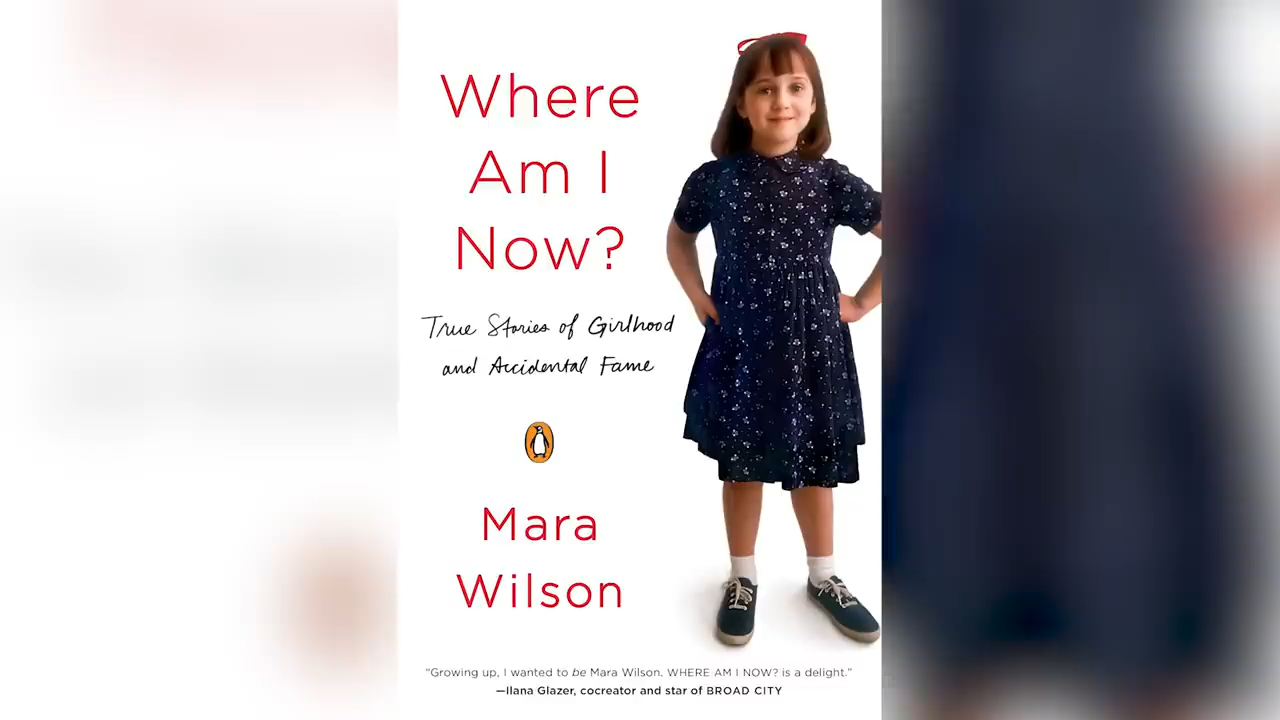 Where
Am I
Now?
True Stories of Girlhood
and Accidental Fame
Mara
Wilson
“Growing up, I wanted to be Mara Wilson. WHERE AM I NOW? is a delight.”
—Ilana Glazer, cocreator and star of BROAD CITY